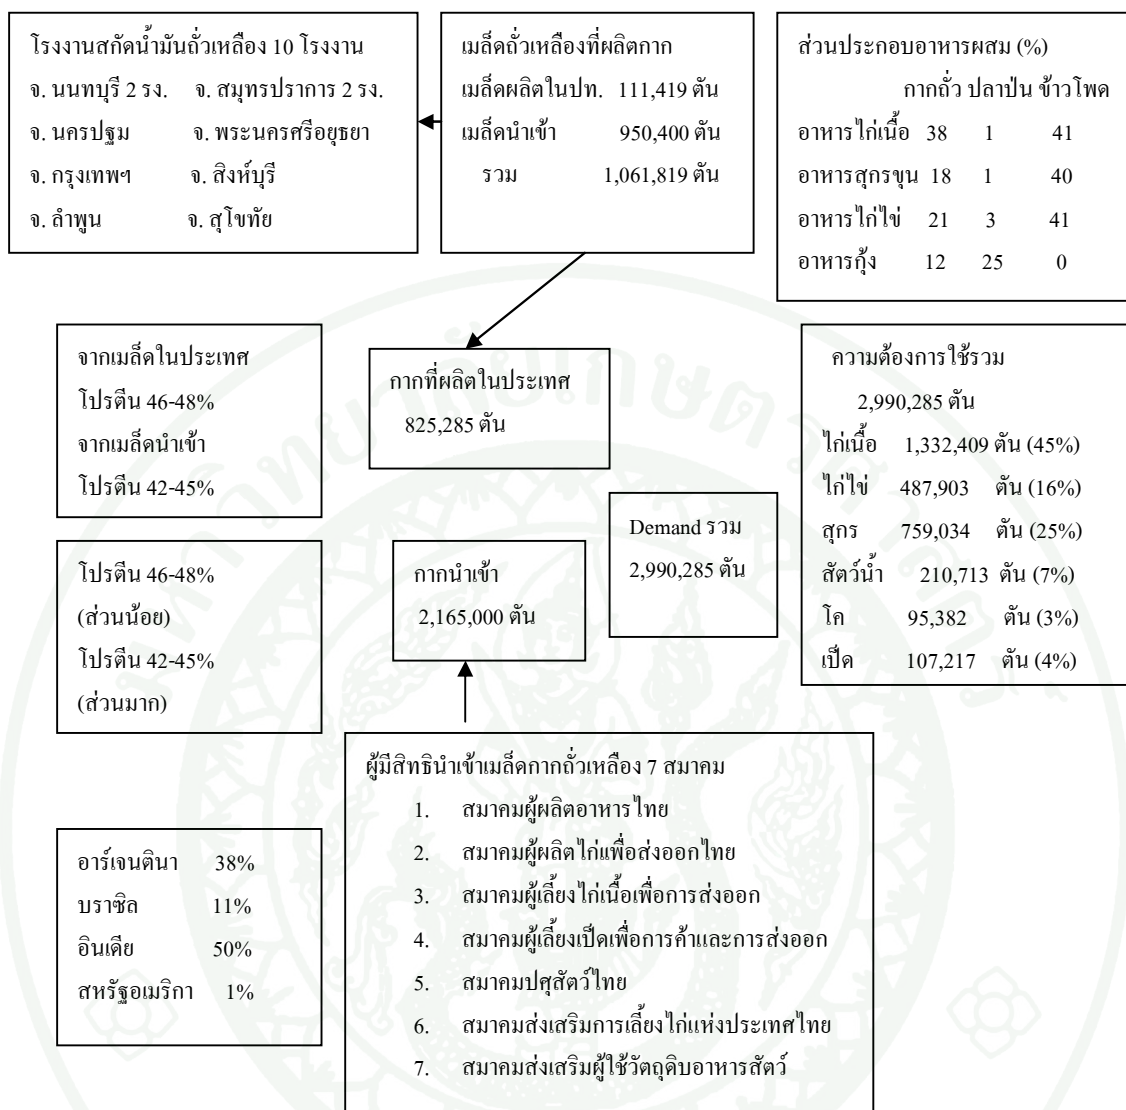 โรงงานสกัดน้ำมันถั่วเหลือง 10 โรงงาน
จ. นนทบุรี 2 รง. จ. สมุทรปราการ 2 รง.
จ. นครปฐม จ. พระนครศรีอยุธยา
จ. กรุงเทพฯ จ. สิงห์บุรี
จ. ลำพูน จ. สุโขทัย
เมล็ดถั่วเหลืองที่ผลิตกาก
เมล็ดผลิตในปท. 111,419 ตัน
เมล็ดนำเข้า 950,400 ตัน
รวม 1,061,819 ตัน
ส่วนประกอบอาหารผสม (%)
กากถั่ว ปลาป่น ข้าวโพด
อาหารไก่เนื้อ 38 1 41
อาหารสุกรขุน 18 1 40
อาหารไก่ไข่ 21 3 41
อาหารกุ้ง 12 25 0
จากเมล็ดในประเทศ
โปรตีน 46-48%
จากเมล็ดนำเข้า
โปรตีน 42-45%
กากที่ผลิตในประเทศ
825,285 ตัน
ความต้องการใช้รวม
2,990,285 ตัน
ไก่เนื้อ 1,332,409 ตัน (45%)
ไก่ไข่ 487,903 ตัน (16%)
สุกร 759,034 ตัน (25%)
สัตว์น้ำ 210,713 ตัน (7%)
โค 95,382 ตัน (3%)
เป็ด 107,217 ตัน (4%)
Demand รวม
2,990,285 ตัน
โปรตีน 46-48%
(ส่วนน้อย)
โปรตีน 42-45%
(ส่วนมาก)
กากนำเข้า
2,165,000 ตัน
ผู้มีสิทธินำเข้าเมล็ดกากถั่วเหลือง 7 สมาคม
1. สมาคมผู้ผลิตอาหารไทย
2. สมาคมผู้ผลิตไก่เพื่อส่งออกไทย
3. สมาคมผู้เลี้ยงไก่เนื้อเพื่อการส่งออก
4. สมาคมผู้เลี้ยงเป็ดเพื่อการค้าและการส่งออก
5. สมาคมปศุสัตว์ไทย
6. สมาคมส่งเสริมการเลี้ยงไก่แห่งประเทศไทย
7. สมาคมส่งเสริมผู้ใช้วัตถุดิบอาหารสัตว์
อาร์เจนตินา 38%
บราซิล 11%
อินเดีย 50%
สหรัฐอเมริกา 1%